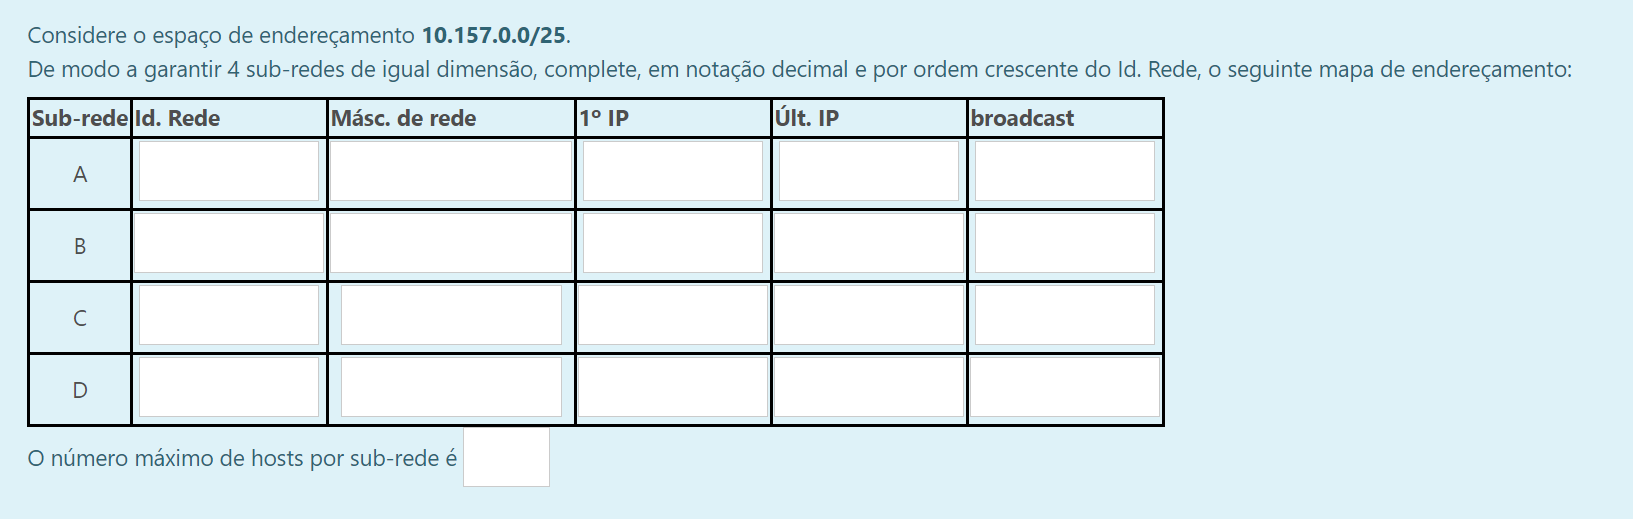 Considere o espaço de endereçamento 10.157.0.0/25.
De modo a garantir 4 sub-redes de igual dimensão, complete, em notação decimal e por ordem crescente do Id. Rede, o seguinte mapa de endereçamento:
Sub-rede Id. Rede Másc. de rede 1º IP Últ. IP broadcast
A
B
C
D
O número máximo de hosts por sub-rede é